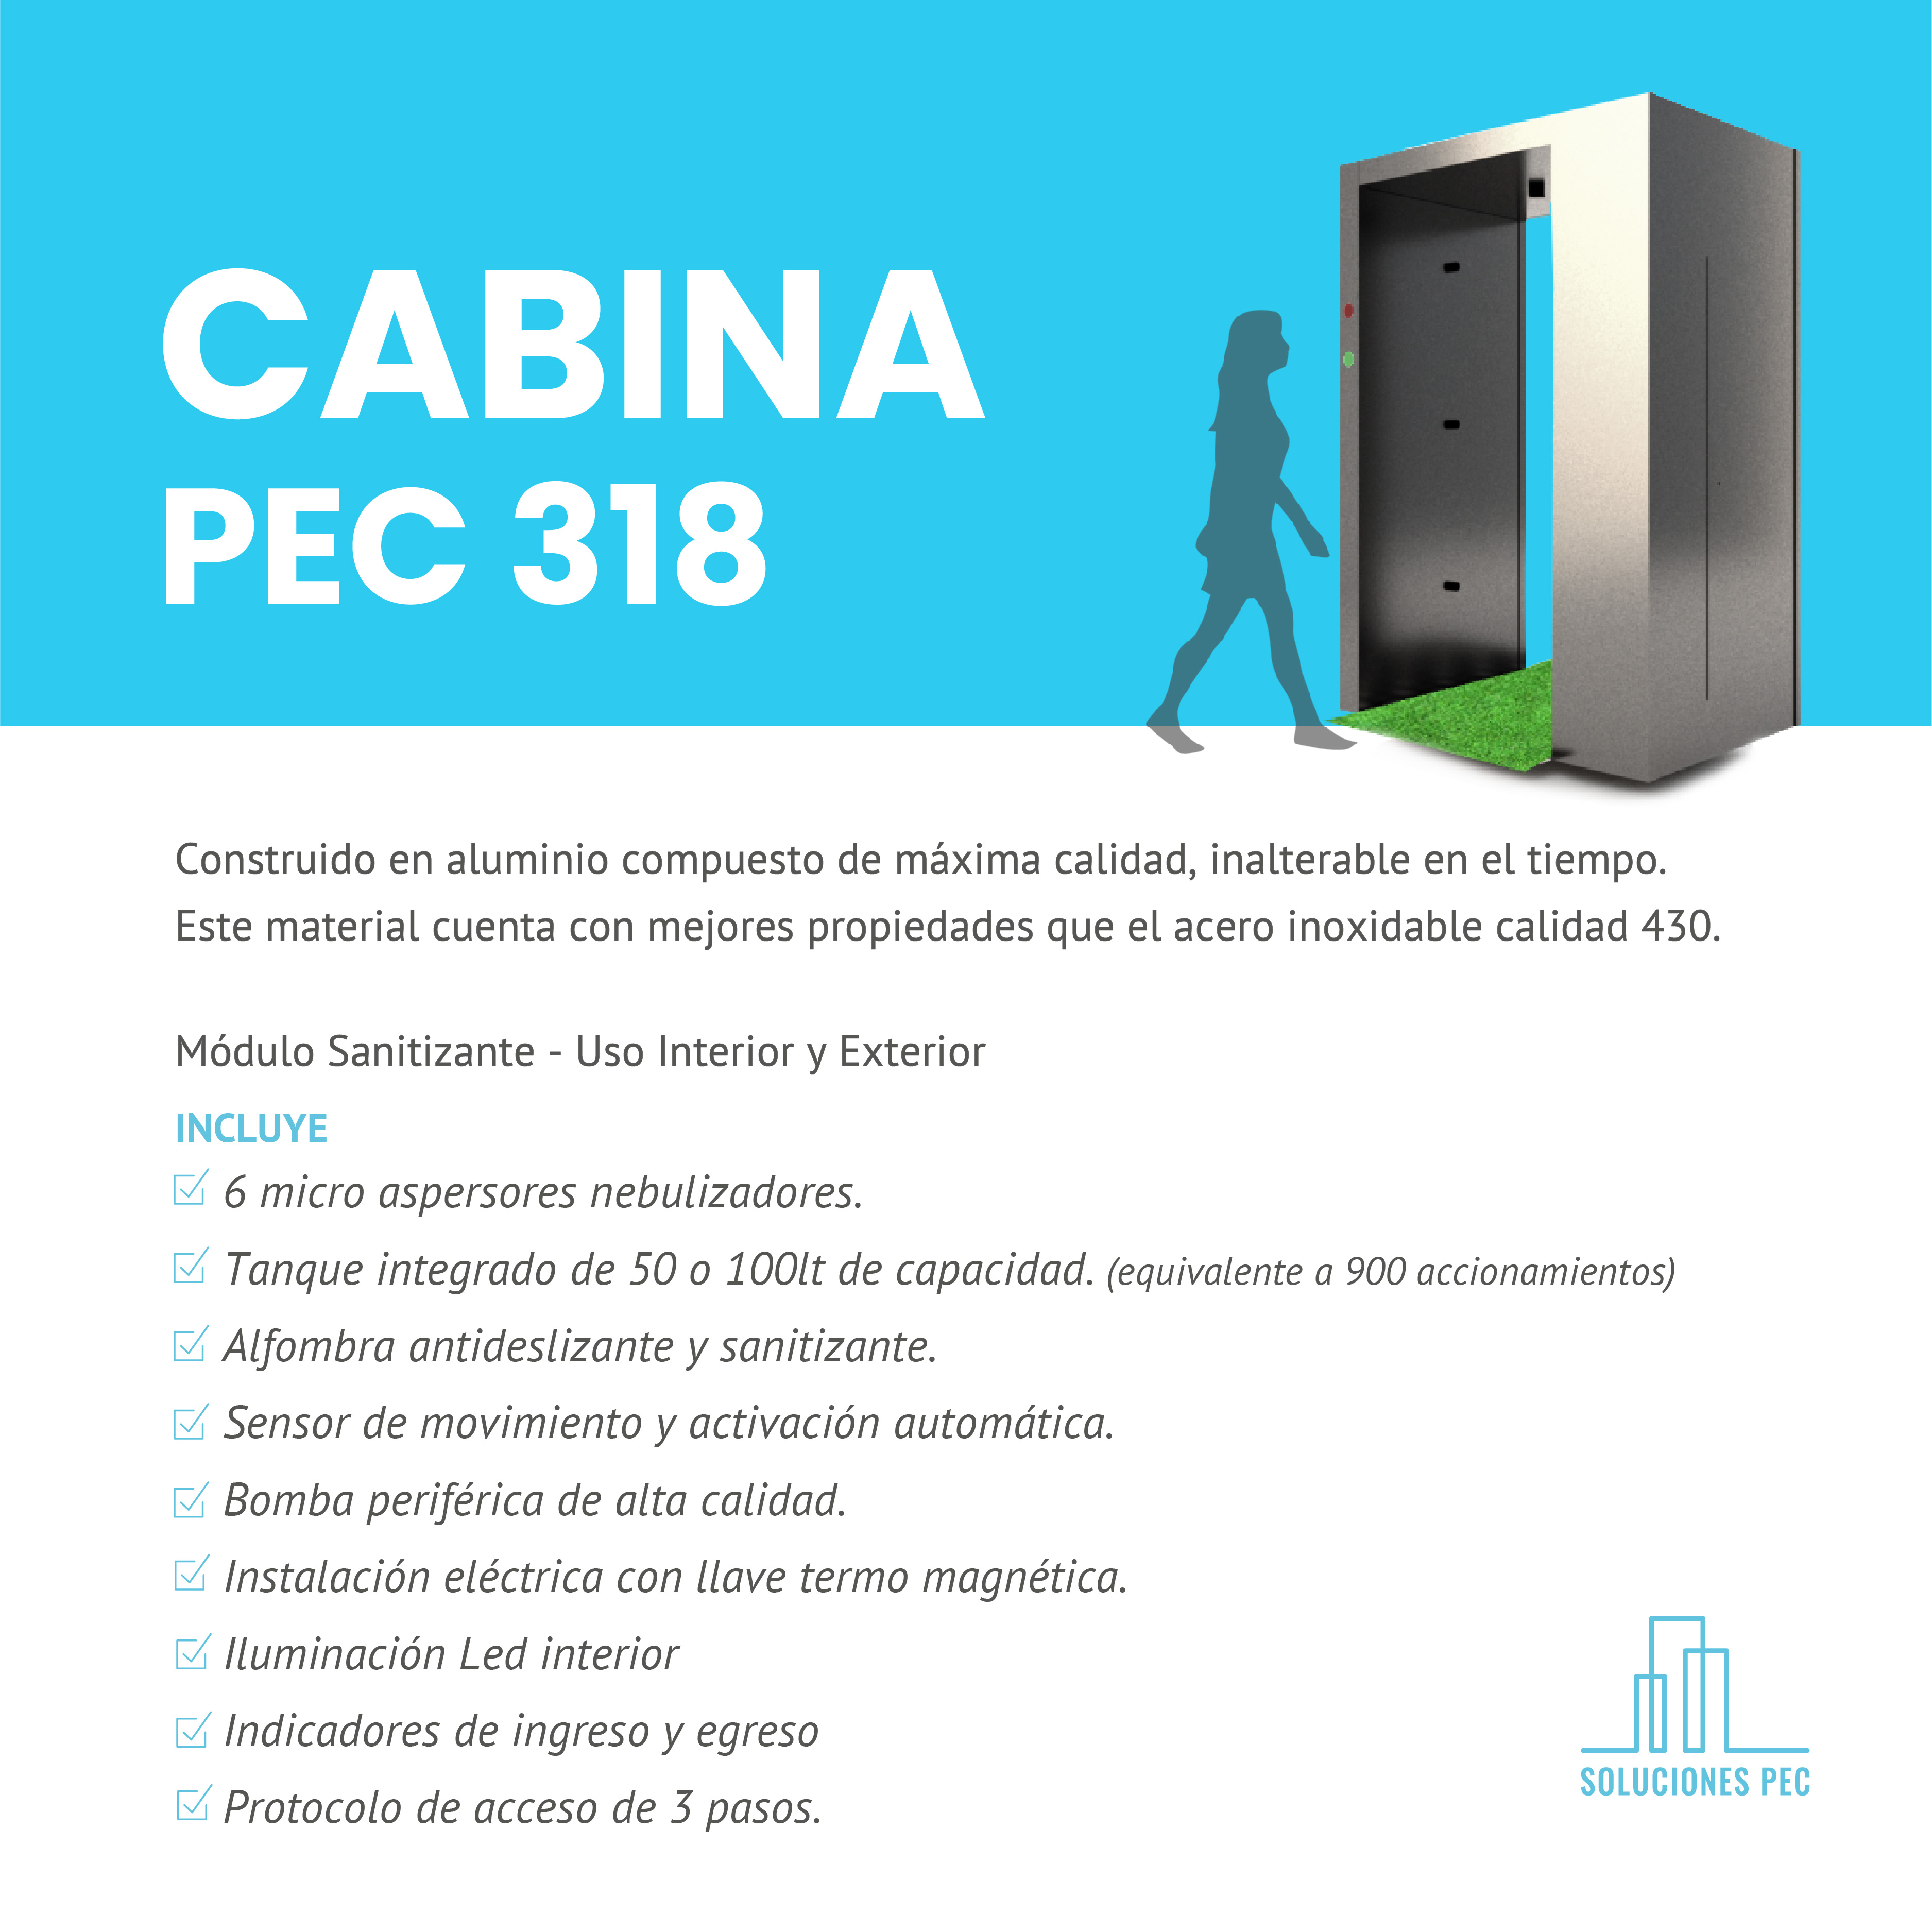 CABINA
PEC 318
Construido en aluminio compuesto de máxima calidad, inalterable en el tiempo.
Este material cuenta con mejores propiedades que el acero inoxidable calidad 430.
Módulo Sanitizante - Uso Interior y Exterior
INCLUYE
6 micro aspersores nebulizadores.
Tanque integrado de 50 o 100lt de capacidad. (equivalente a 900 accionamientos)
Alfombra antideslizante y sanitizante.
Sensor de movimiento y activación automática.
Bomba periférica de alta calidad.
Instalación eléctrica con llave termo magnética.
Iluminación Led interior
Indicadores de ingreso y egreso
Protocolo de acceso de 3 pasos.
SOLUCIONES PEC